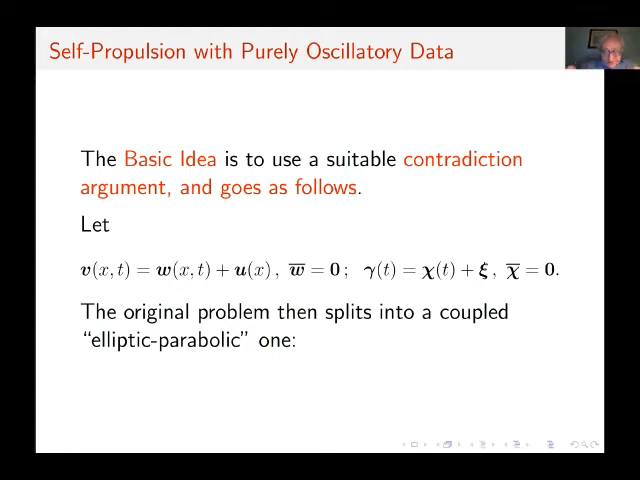 Self-Propulsion with Purely Oscillatory Data
The Basic Idea is to use a suitable contradiction
argument, and goes as follows.
Let
𝒗(x, t) = 𝒘(x, t) + 𝒖(x) , 𝒘̅ = 𝟎 ; 𝜸(t) = 𝝌(t) + 𝝃 , 𝝌̅ = 𝟎.
The original problem then splits into a coupled
“elliptic-parabolic” one: